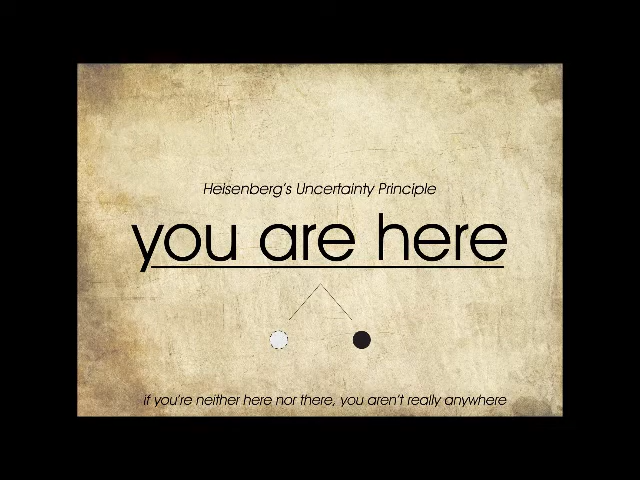 Heisenberg's Uncertainty Principle
you are here
if you're neither here nor there, you aren't really anywhere